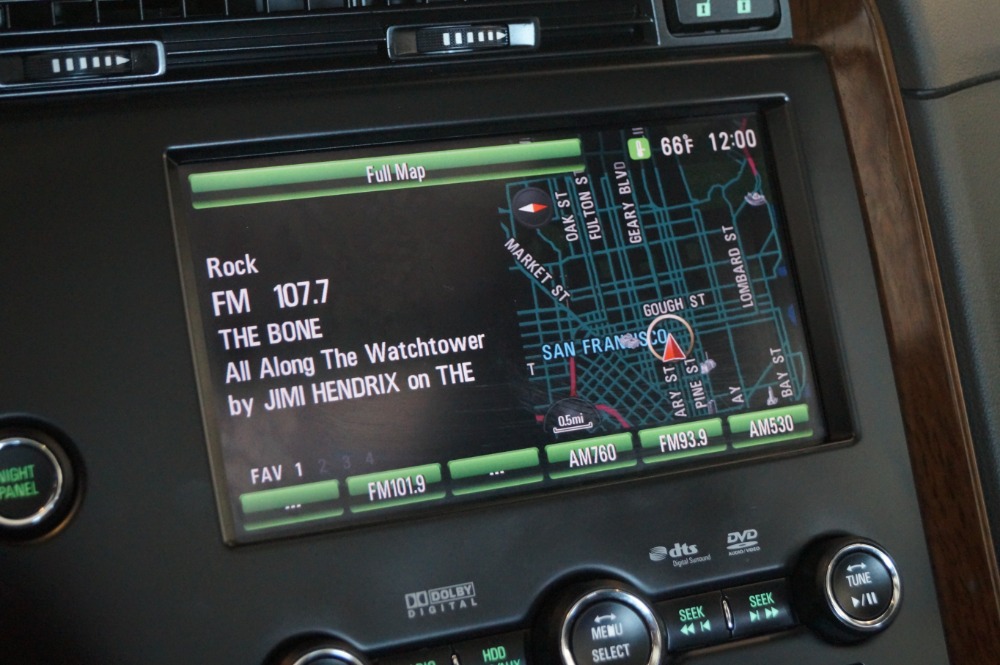 66°F 12:00
Full Map
OAK ST
FULTON S
GEARY BLVD
MARKET ST
LOMBARD ST
GOUGH ST
SAN FRANCISCO
T
ARY ST
PINE S
AY
BAY ST
0.5mi
Rock
FM 107.7
THE BONE
All Along The Watchtower
by JIMI HENDRIX on THE
FAV 1 2 3 4
... FM101.9 ... AM760 FM93.9 AM530
NIGHT
PANEL
DOLBY
DIGITAL
dts
Digital Surround
DVD
AUDIO/VIDEO
MENU
SELECT
SEEK
SEEK
TUNE
HDD